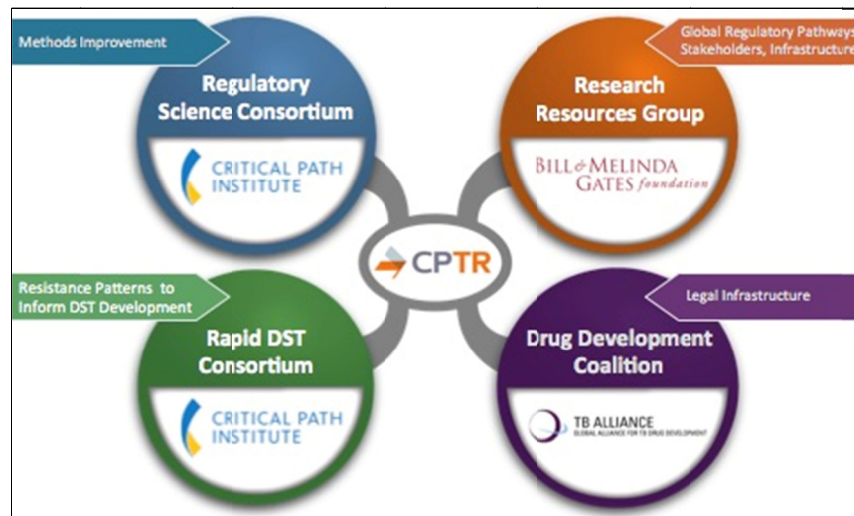 Methods Improvement
Regulatory
Science Consortium
CRITICAL PATH
INSTITUTE
Global Regulatory Pathways
Stakeholders, Infrastructure
Research
Resources Group
BILL & MELINDA
GATES foundation
CPTR
Resistance Patterns to
Inform DST Development
Rapid DST
Consortium
CRITICAL PATH
INSTITUTE
Legal Infrastructure
Drug Development
Coalition
TB ALLIANCE
GLOBAL ALLIANCE FOR TB DRUG DEVELOPMENT